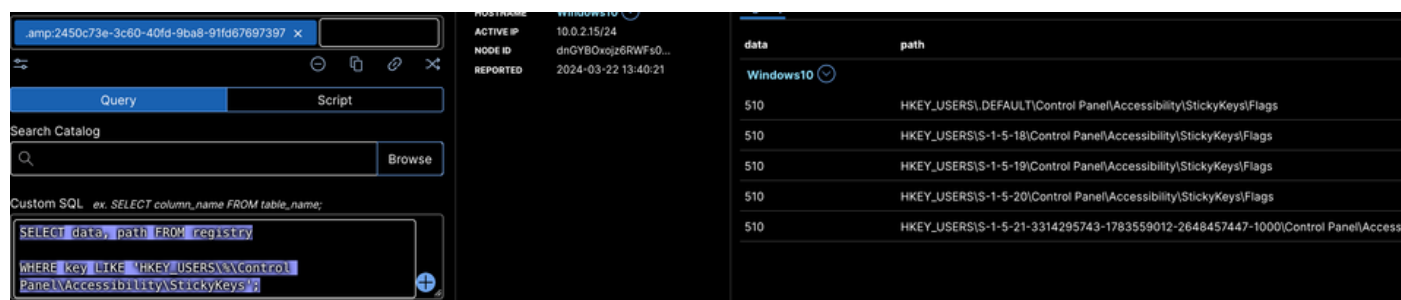 HOSTNAME Windows10
.amp:2450c73e-3c60-40fd-9ba8-91fd67697397 ×
ACTIVE IP 10.0.2.15/24
NODE ID dnGYBOxojz6RWFs0...
REPORTED 2024-03-22 13:40:21
Query Script
Search Catalog
Browse
Custom SQL ex. SELECT column_name FROM table_name;
SELECT data, path FROM registry
WHERE key LIKE 'HKEY_USERS\%\Control
Panel\Accessibility\StickyKeys';
data path
Windows10
510 HKEY_USERS\.DEFAULT\Control Panel\Accessibility\StickyKeys\Flags
510 HKEY_USERS\S-1-5-18\Control Panel\Accessibility\StickyKeys\Flags
510 HKEY_USERS\S-1-5-19\Control Panel\Accessibility\StickyKeys\Flags
510 HKEY_USERS\S-1-5-20\Control Panel\Accessibility\StickyKeys\Flags
510 HKEY_USERS\S-1-5-21-3314295743-1783559012-2648457447-1000\Control Panel\Access